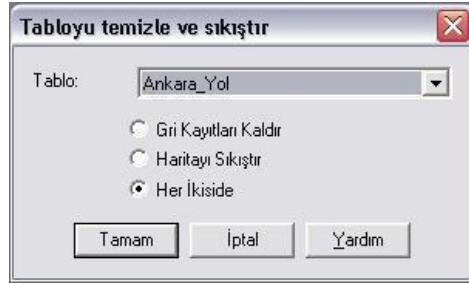 Tabloyu temizle ve sıkıştır
Tablo: Ankara_Yol
Gri Kayıtları Kaldır
Haritayı Sıkıştır
Her İkiside
Tamam İptal Yardım